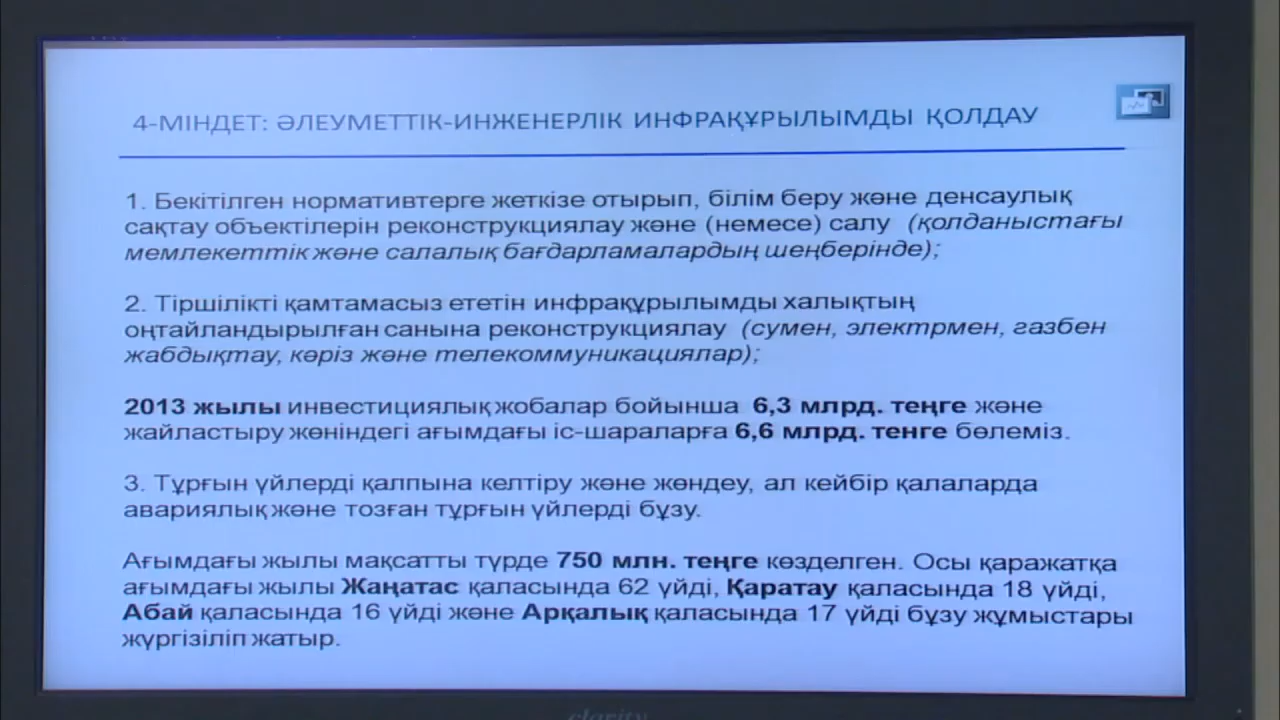 4-МІНДЕТ: ӘЛЕУМЕТТІК-ИНЖЕНЕРЛІК ИНФРАҚҰРЫЛЫМДЫ ҚОЛДАУ
1. Бекітілген нормативтерге жеткізе отырып, білім беру және денсаулық
сақтау объектілерін реконструкциялау және (немесе) салу (қолданыстағы
мемлекеттік және салалық бағдарламалардың шеңберінде);
2. Тіршілікті қамтамасыз ететін инфрақұрылымды халықтың
оңтайландырылған санына реконструкциялау (сумен, электрмен, газбен
жабдықтау, көріз және телекоммуникациялар);
2013 жылы инвестициялық жобалар бойынша 6,3 млрд. теңге және
жайластыру жөніндегі ағымдағы іс-шараларға 6,6 млрд. тенге бөлеміз.
3. Тұрғын үйлерді қалпына келтіру және жөндеу, ал кейбір қалаларда
авариялық және тозған тұрғын үйлерді бұзу.
Ағымдағы жылы мақсатты түрде 750 млн. теңге көзделген. Осы қаражатқа
ағымдағы жылы Жаңатас қаласында 62 үйді, Қаратау қаласында 18 үйді,
Абай қаласында 16 үйді және Арқалық қаласында 17 үйді бұзу жұмыстары
жүргізіліп жатыр.
clarity